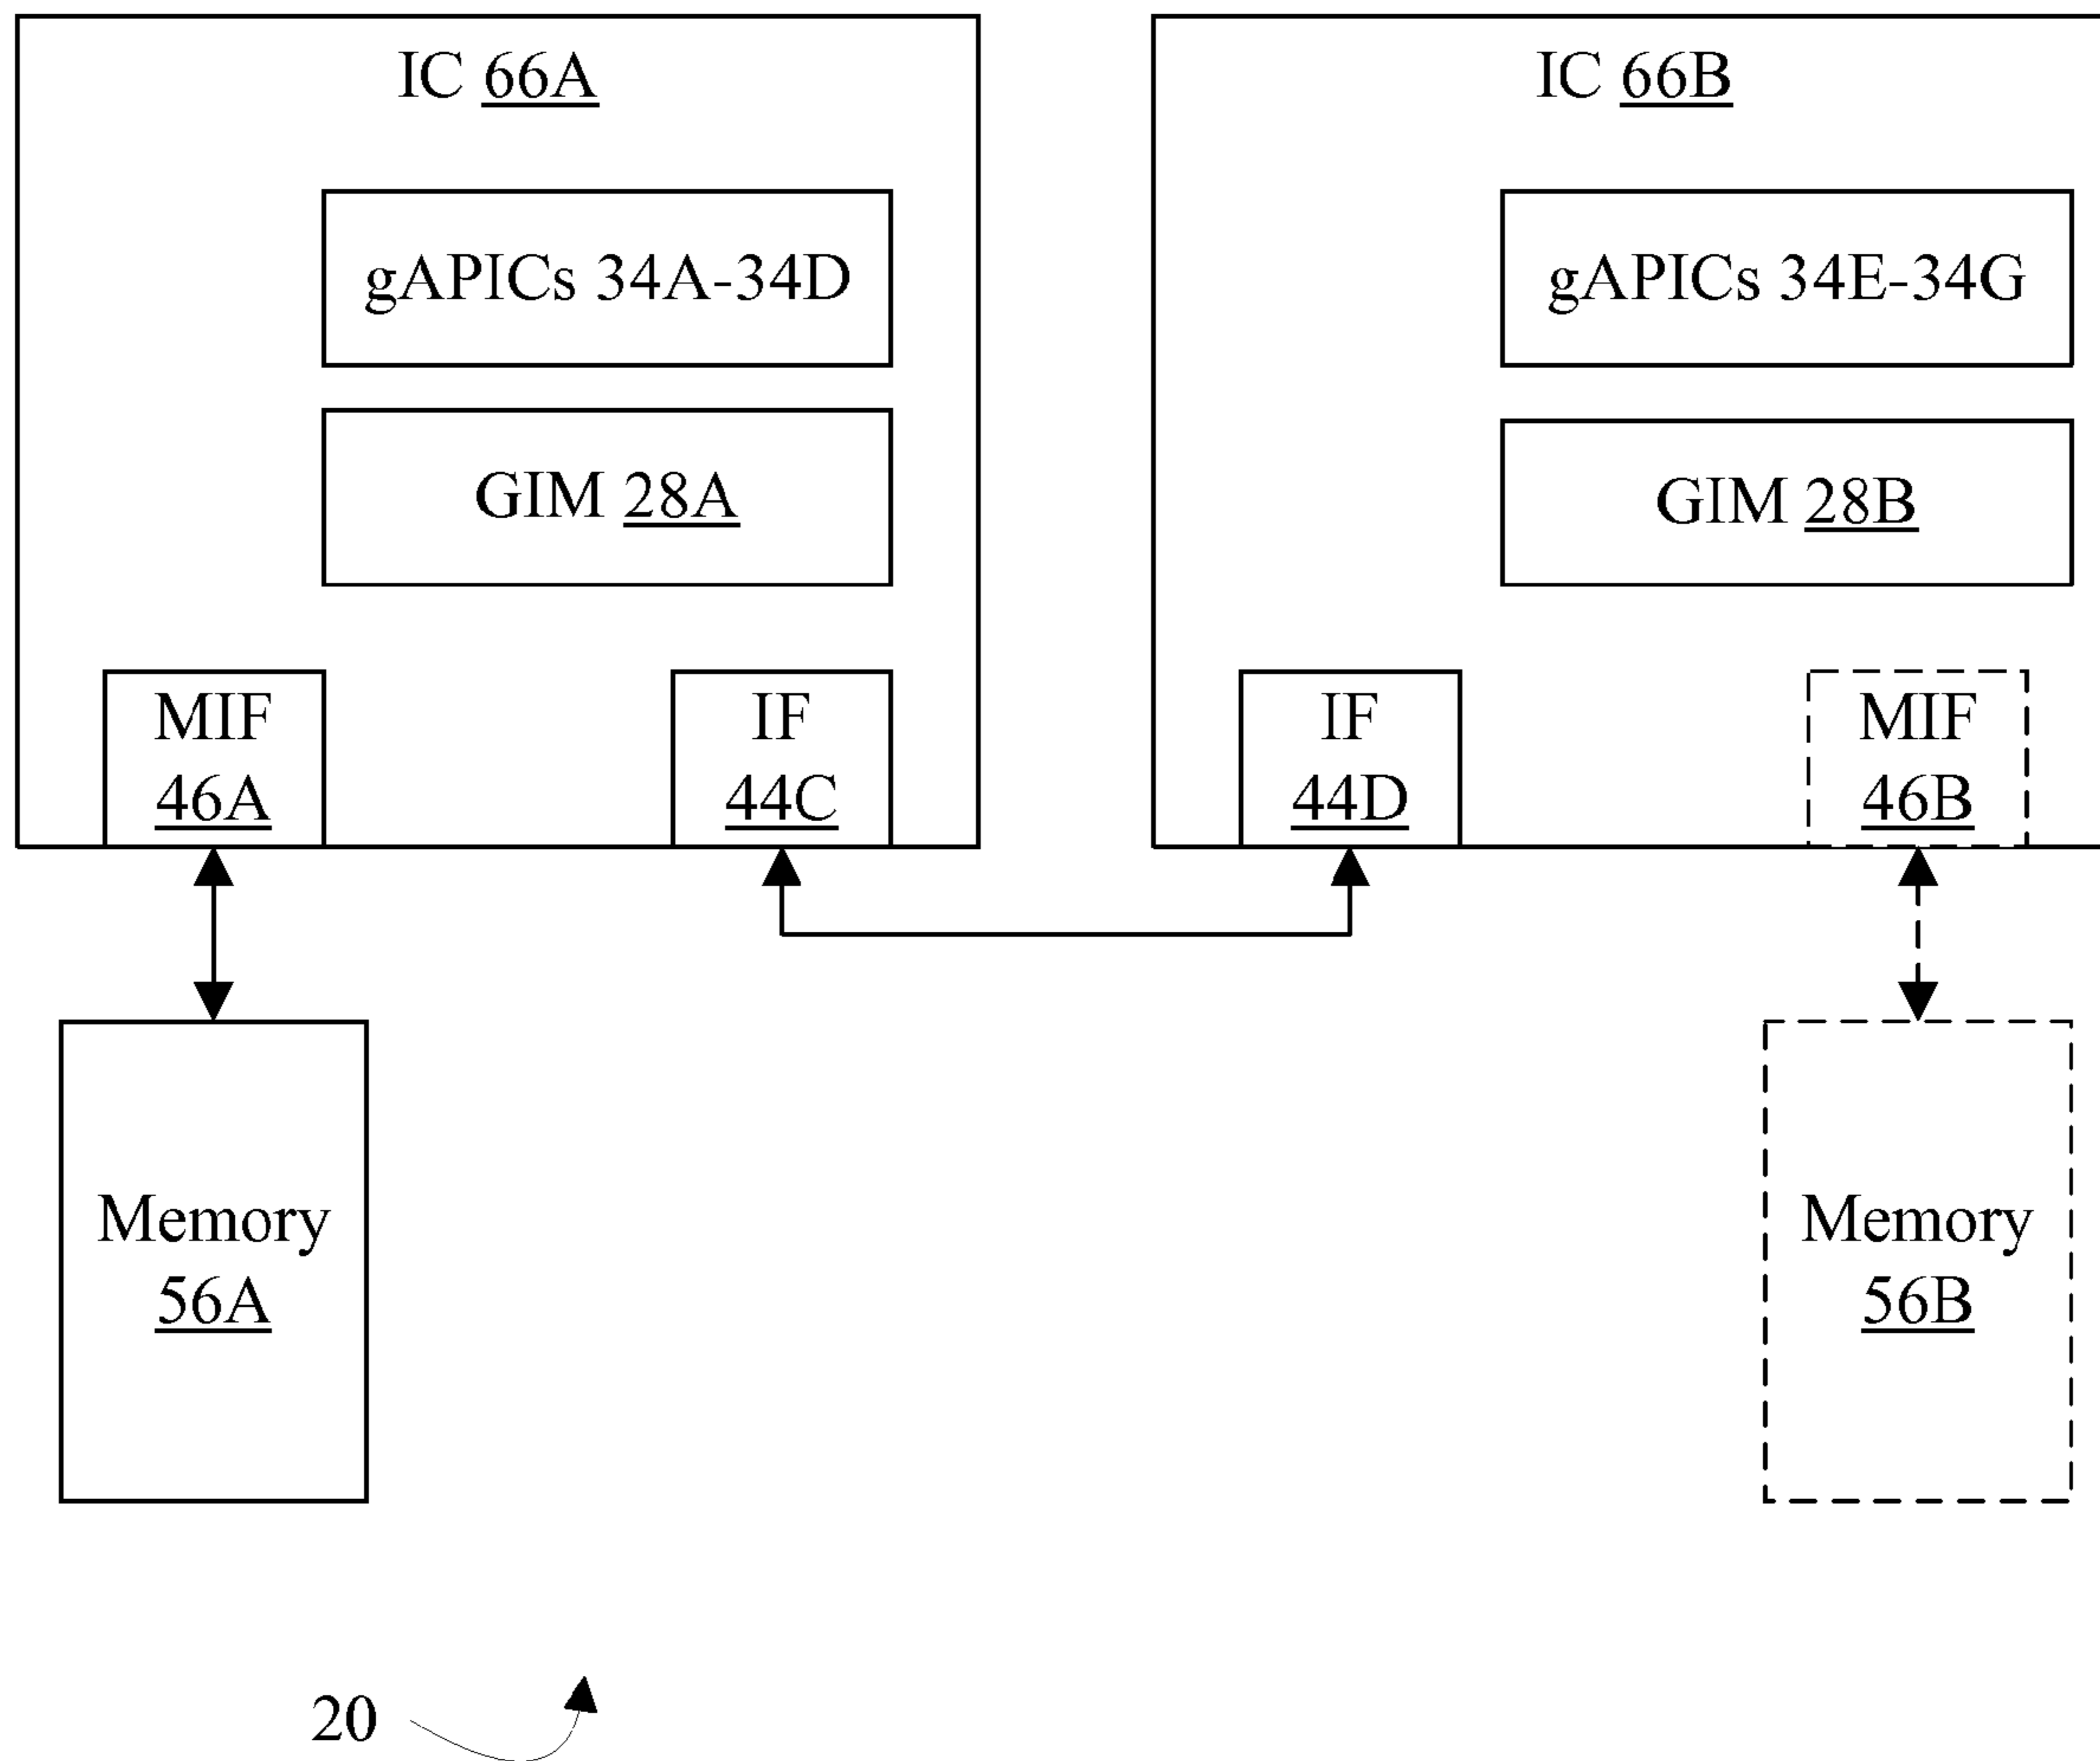 IC 66A
gAPICs 34A-34D
GIM 28A
MIF
46A
IF
44C
IC 66B
gAPICs 34E-34G
GIM 28B
IF
44D
MIF
46B
Memory
56A
Memory
56B
20